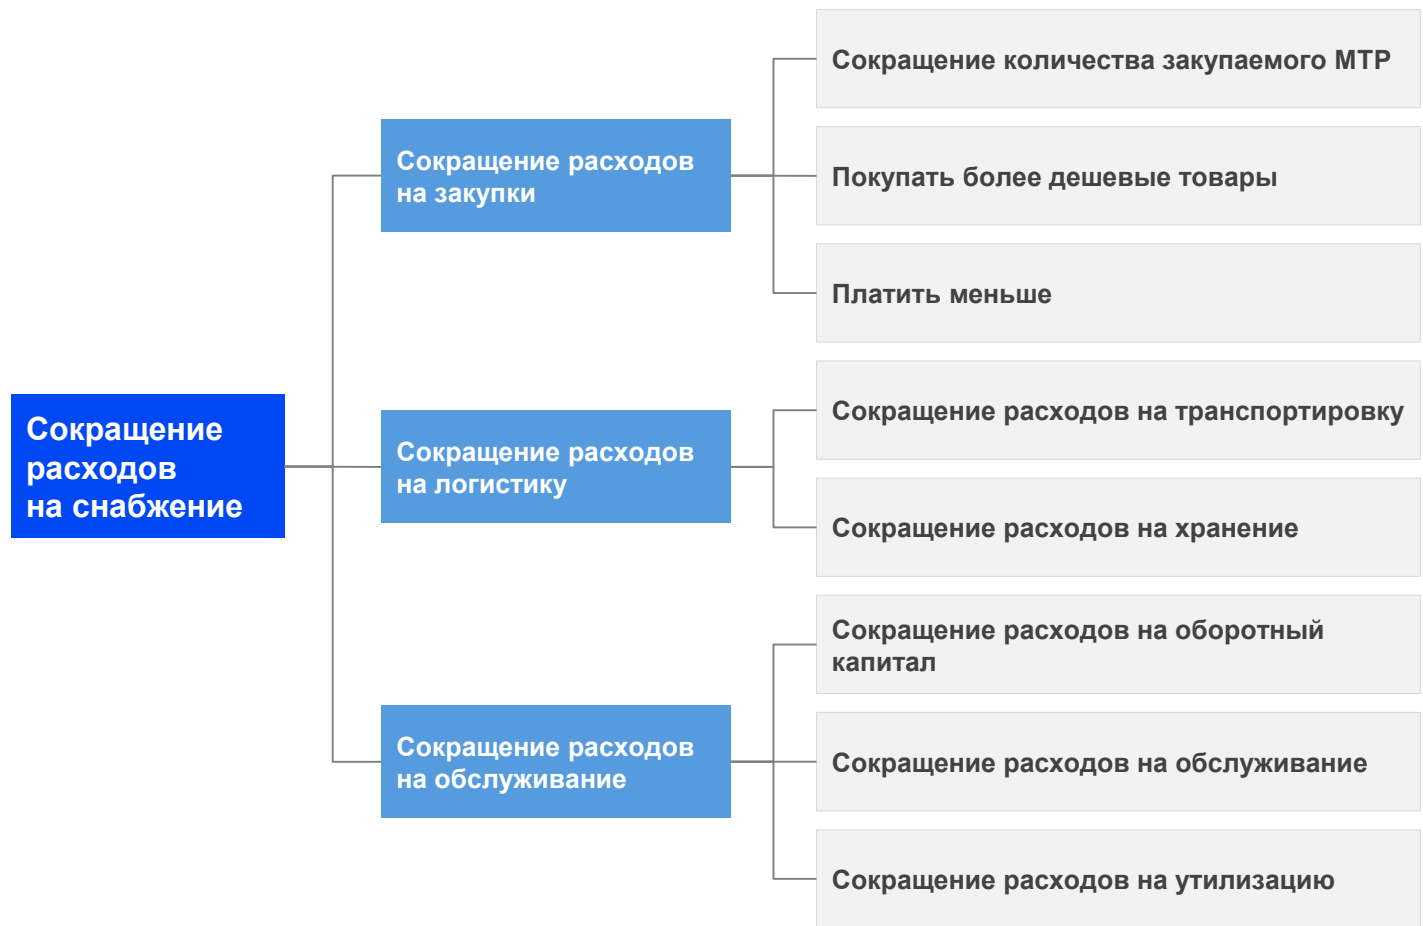 Сокращение
расходов
на снабжение
Сокращение расходов
на закупки
Сокращение количества закупаемого МТР
Покупать более дешевые товары
Платить меньше
Сокращение расходов
на логистику
Сокращение расходов на транспортировку
Сокращение расходов на хранение
Сокращение расходов
на обслуживание
Сокращение расходов на оборотный
капитал
Сокращение расходов на обслуживание
Сокращение расходов на утилизацию